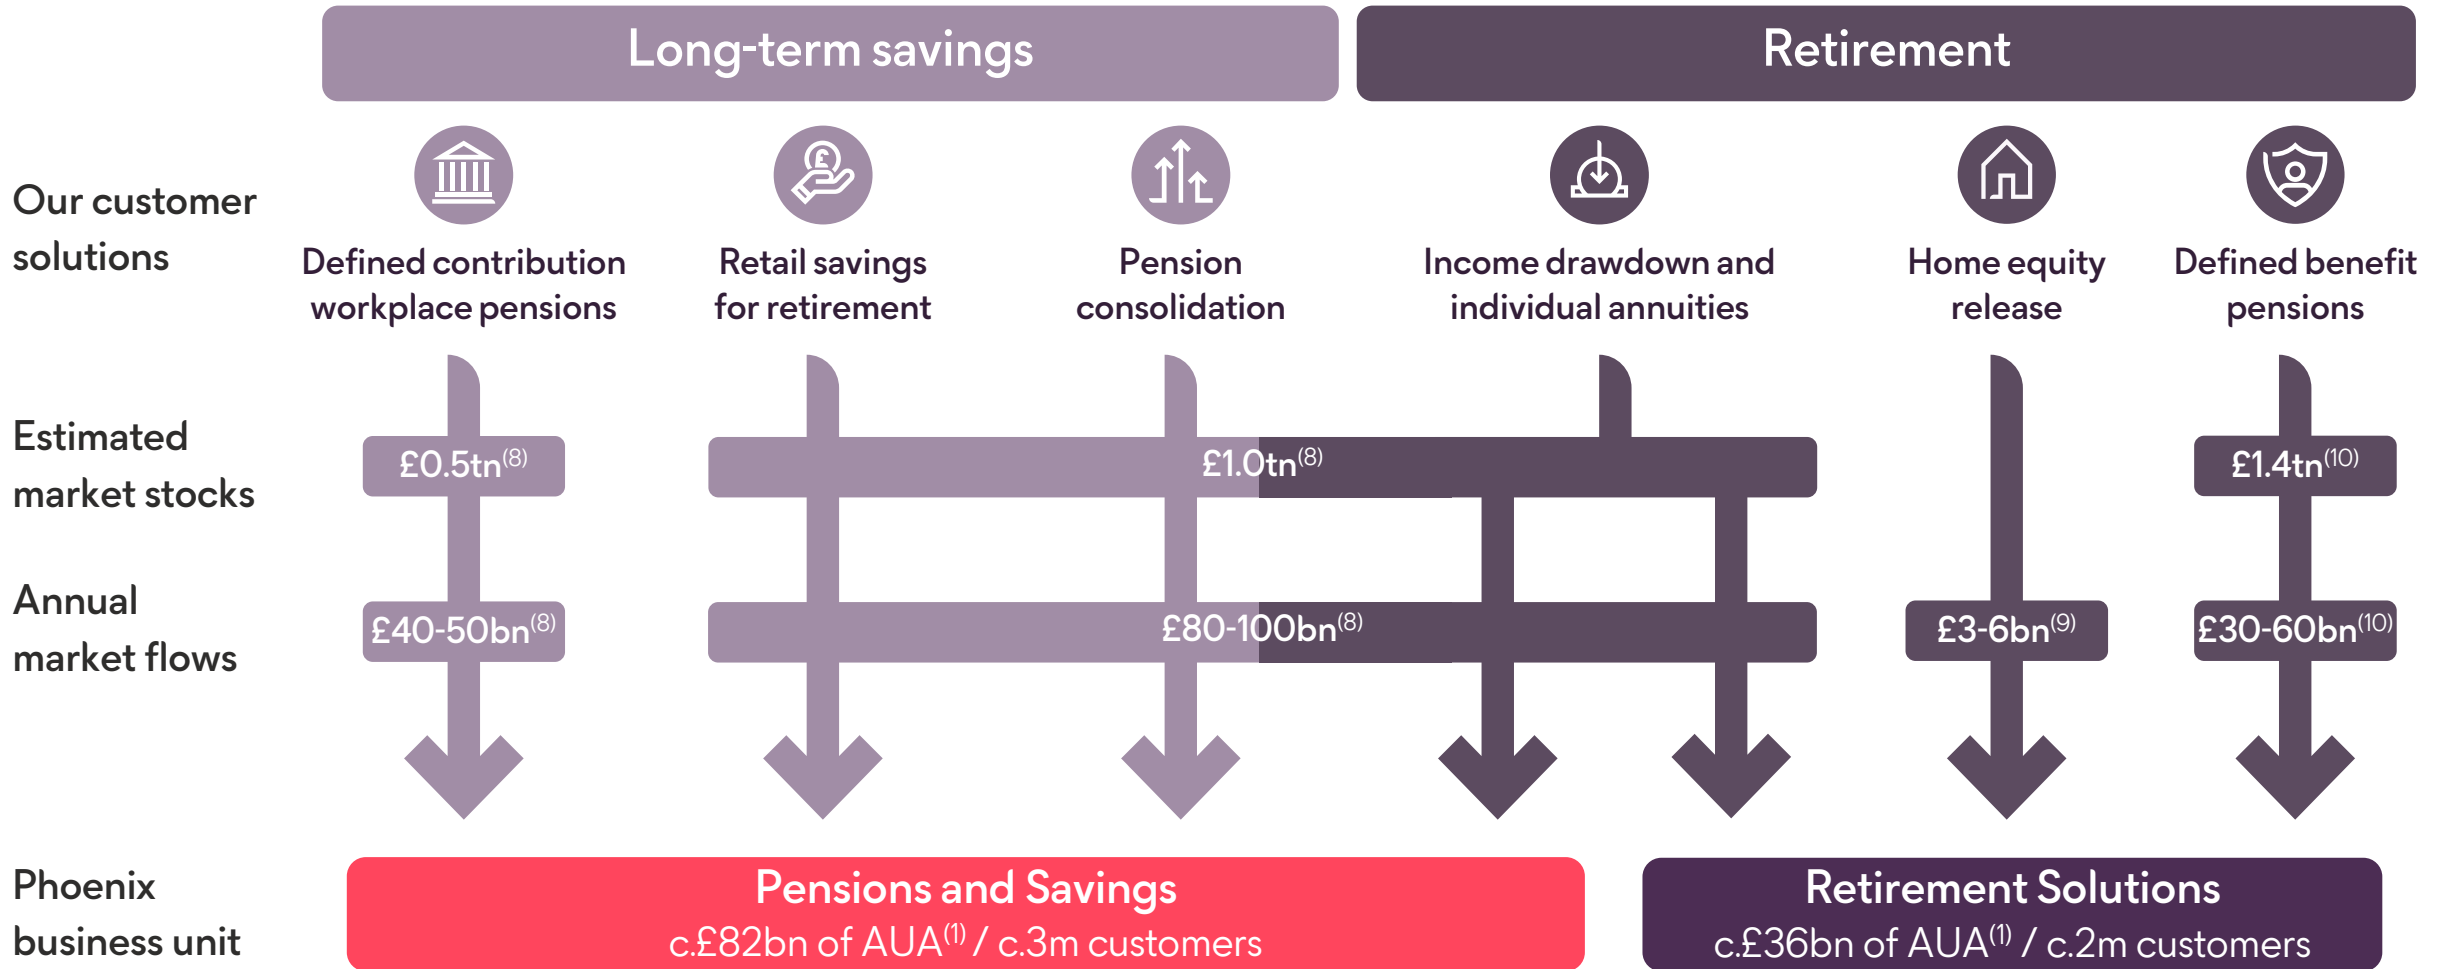 Long-term savings
Retirement
Our customer
solutions
Defined contribution
workplace pensions
Retail savings
for retirement
Pension
consolidation
Income drawdown and
individual annuities
Home equity
release
Defined benefit
pensions
Estimated
market stocks
£0.5tn(8)
£1.0tn(8)
£1.4tn(10)
Annual
market flows
£40-50bn(8)
£80-100bn(8)
£3-6bn(9)
£30-60bn(10)
Phoenix
business unit
Pensions and Savings
c.£82bn of AUA(1) / c.3m customers
Retirement Solutions
c.£36bn of AUA(1) / c.2m customers